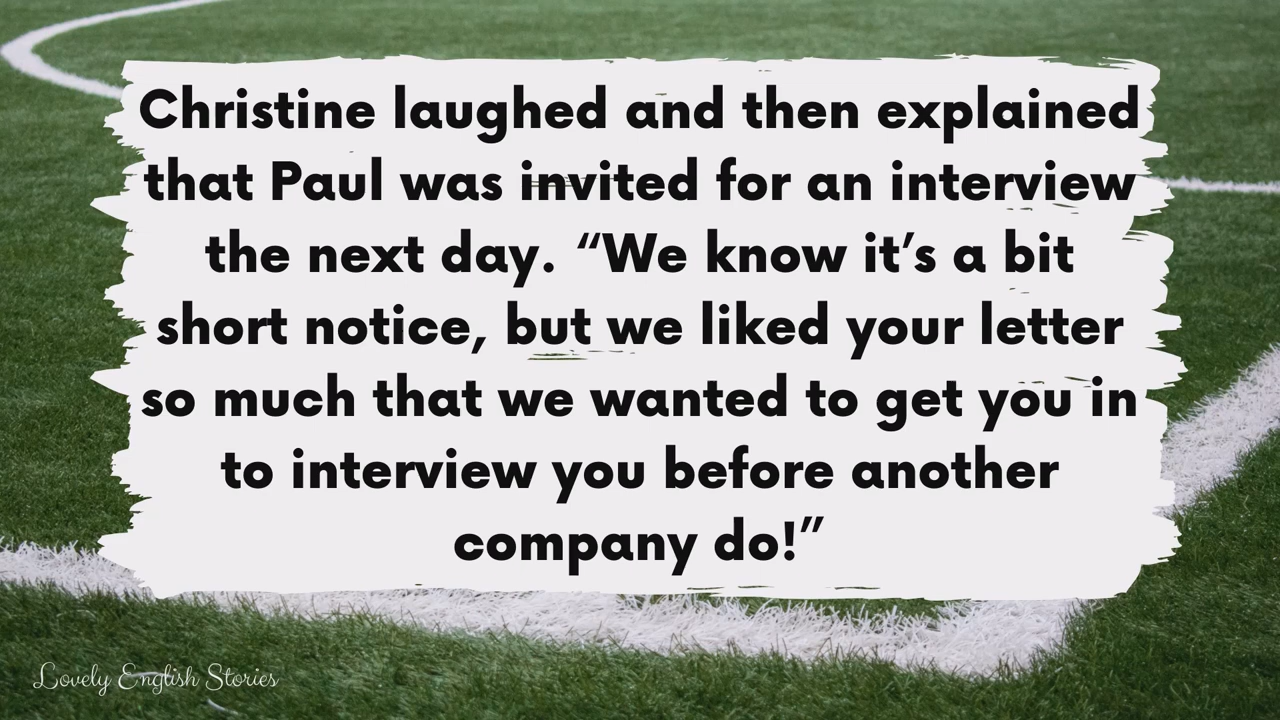 Christine laughed and then explained
that Paul was invited for an interview
the next day. “We know it’s a bit
short notice, but we liked your letter
so much that we wanted to get you in
to interview you before another
company do!”
Lovely English Stories